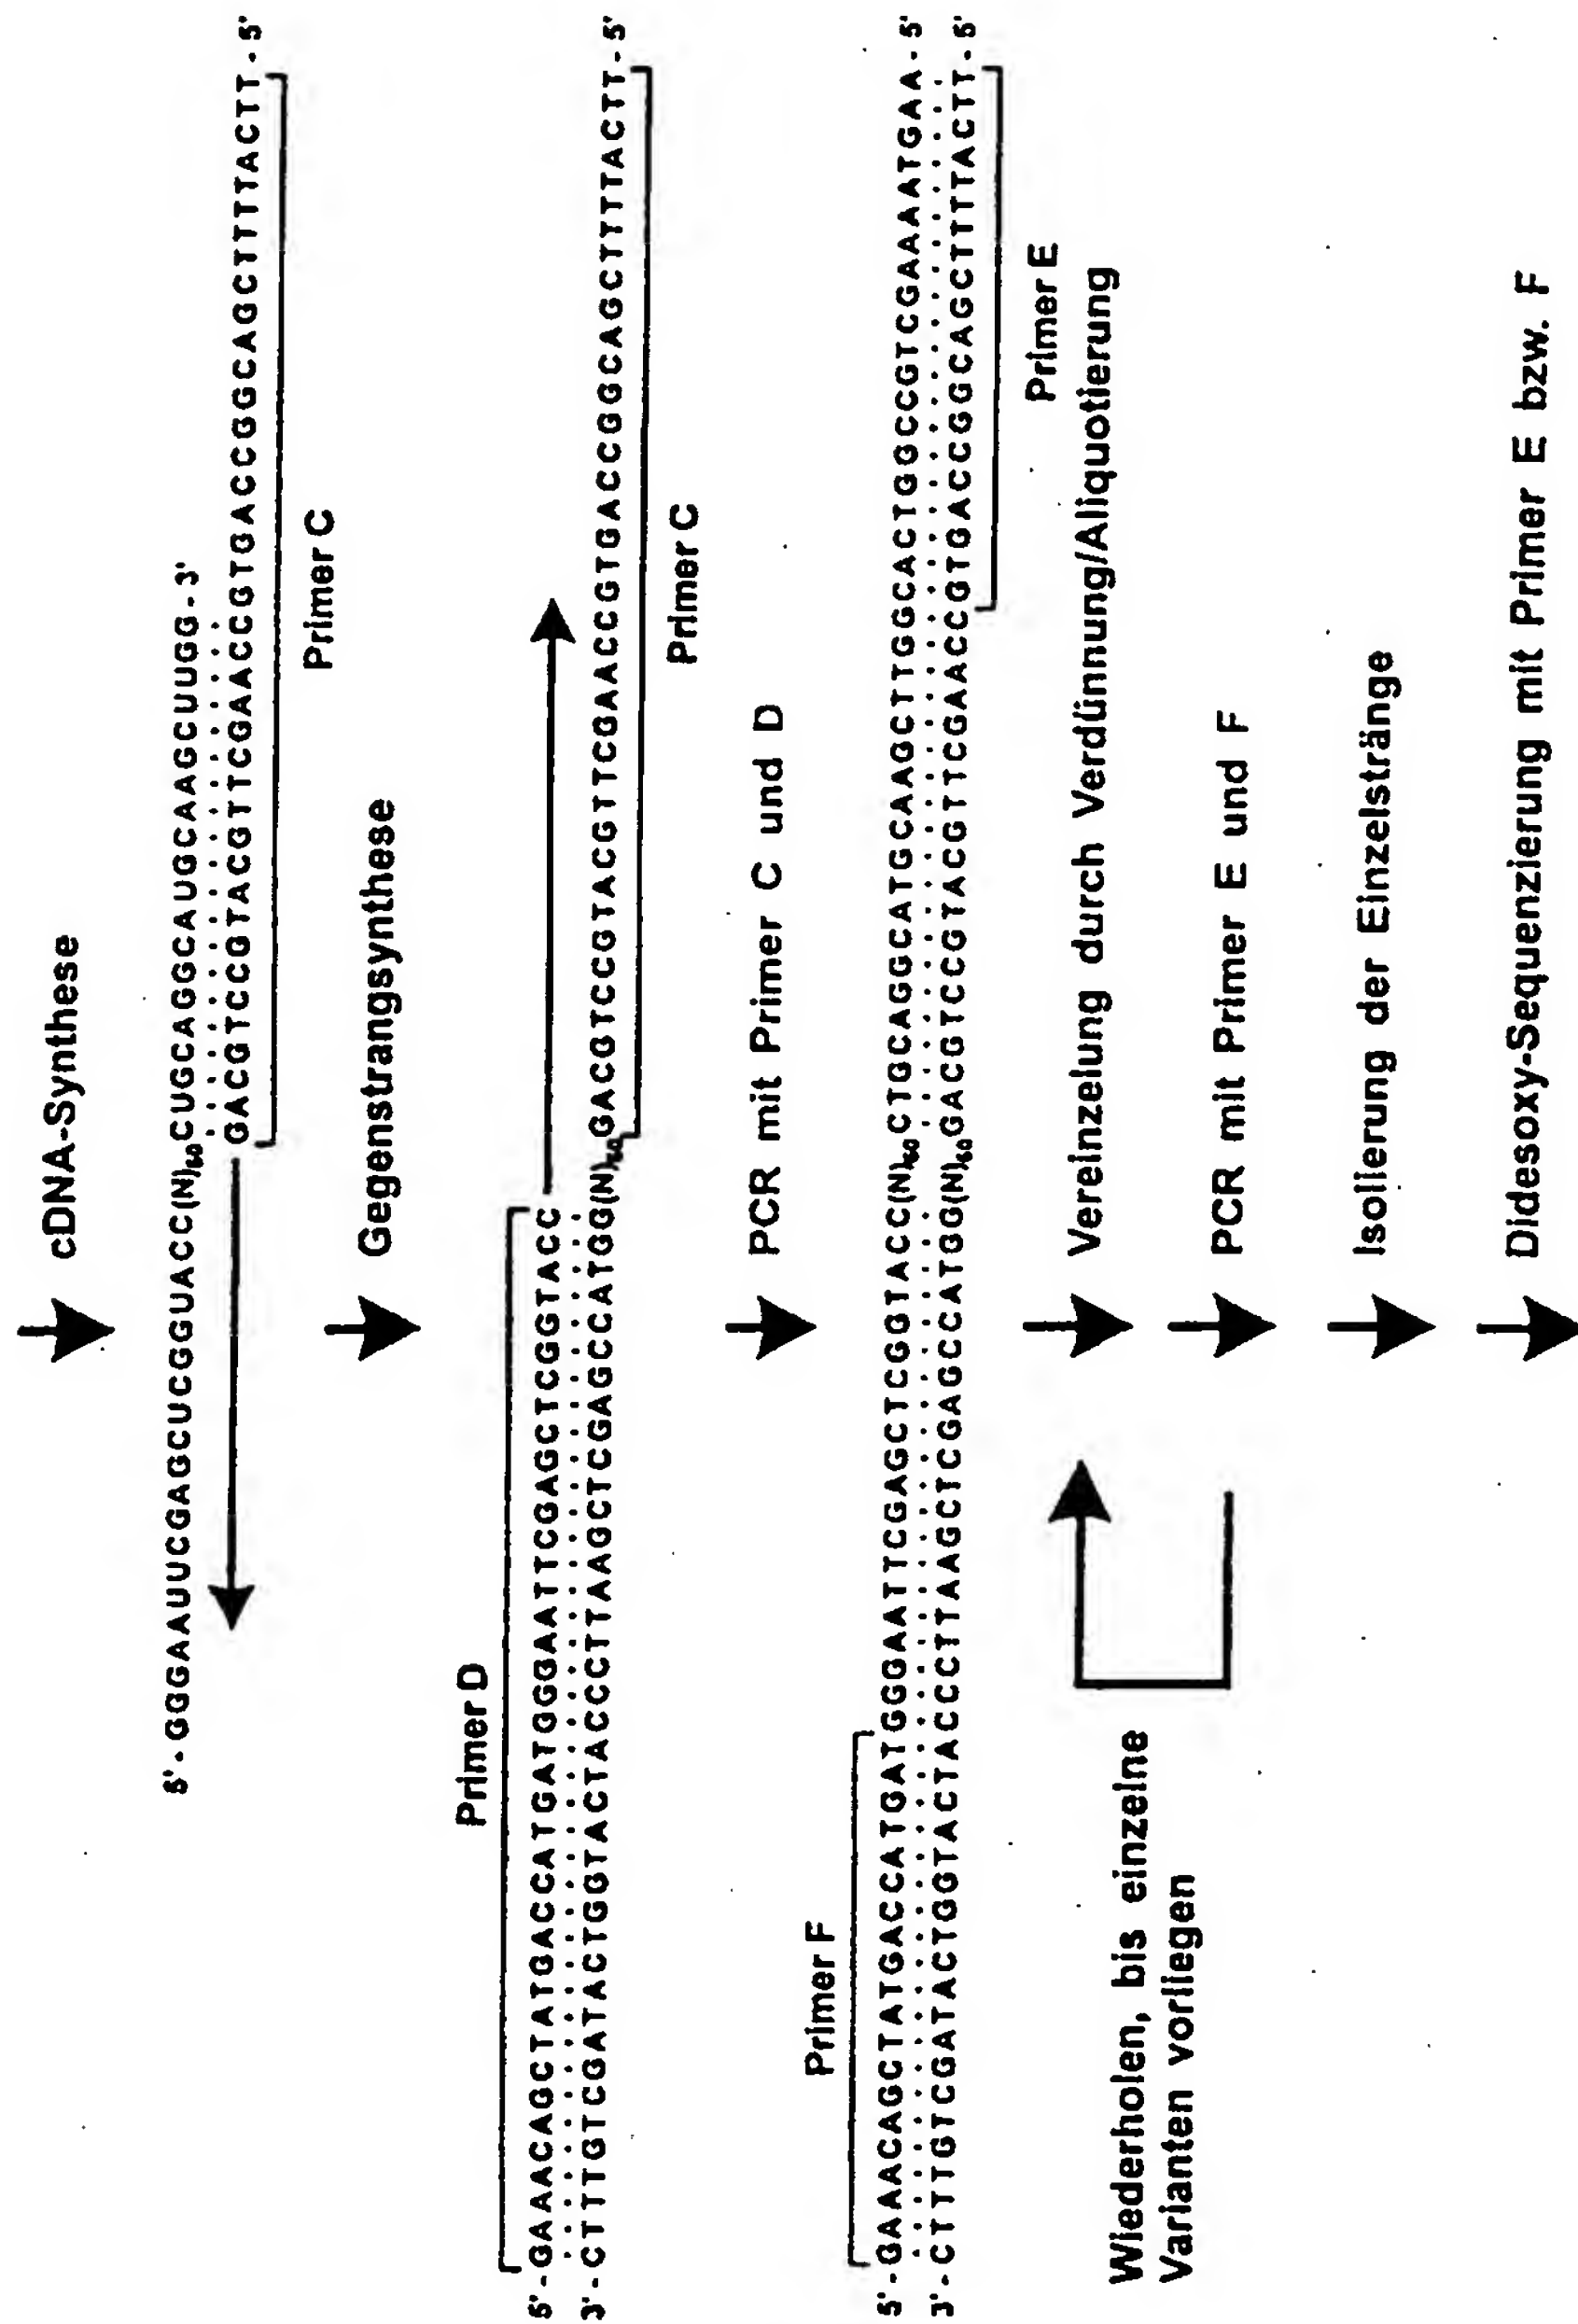 cDNA-Synthese
5'-GGGAAUUCGAGCUCGGUACC(N)60CUGCAGGCAUGCAAGCUUGG-3'
GACGTCCGTACGTTCGAACCGTGACCGGCAGCTTTTACTT-5'
Primer C
Gegenstrangsynthese
Primer D
5'-GAAACAGCTATGACCATGATGGGAATTCGAGCTCGGTACC
3'-CTTTGTCGATACTGGTACTACCCTTAAGCTCGAGCCATGG(N)60 GACGTCCGTACGTTCGAACCGTGACCGGCAGCTTTTACTT-5'
Primer C
PCR mit Primer C und D
Primer F
5'-GAAACAGCTATGACCATGATGGGAATTCGAGCTCGGTACC(N)60CTGCAGGCATGCAAGCTTGGCACTGGCCGTCGAAAATGAA-5'
3'-CTTTGTCGATACTGGTACTACCCTTAAGCTCGAGCCATGG(N)60GACGTCCGTACGTTCGAACCGTGACCGGCAGCTTTTACTT-5'
Primer E
Vereinzelung durch Verdünnung/Aliquotierung
Wiederholen, bis einzelne
Varianten vorliegen
PCR mit Primer E und F
Isolierung der Einzelstränge
Didesoxy-Sequenzierung mit Primer E bzw. F